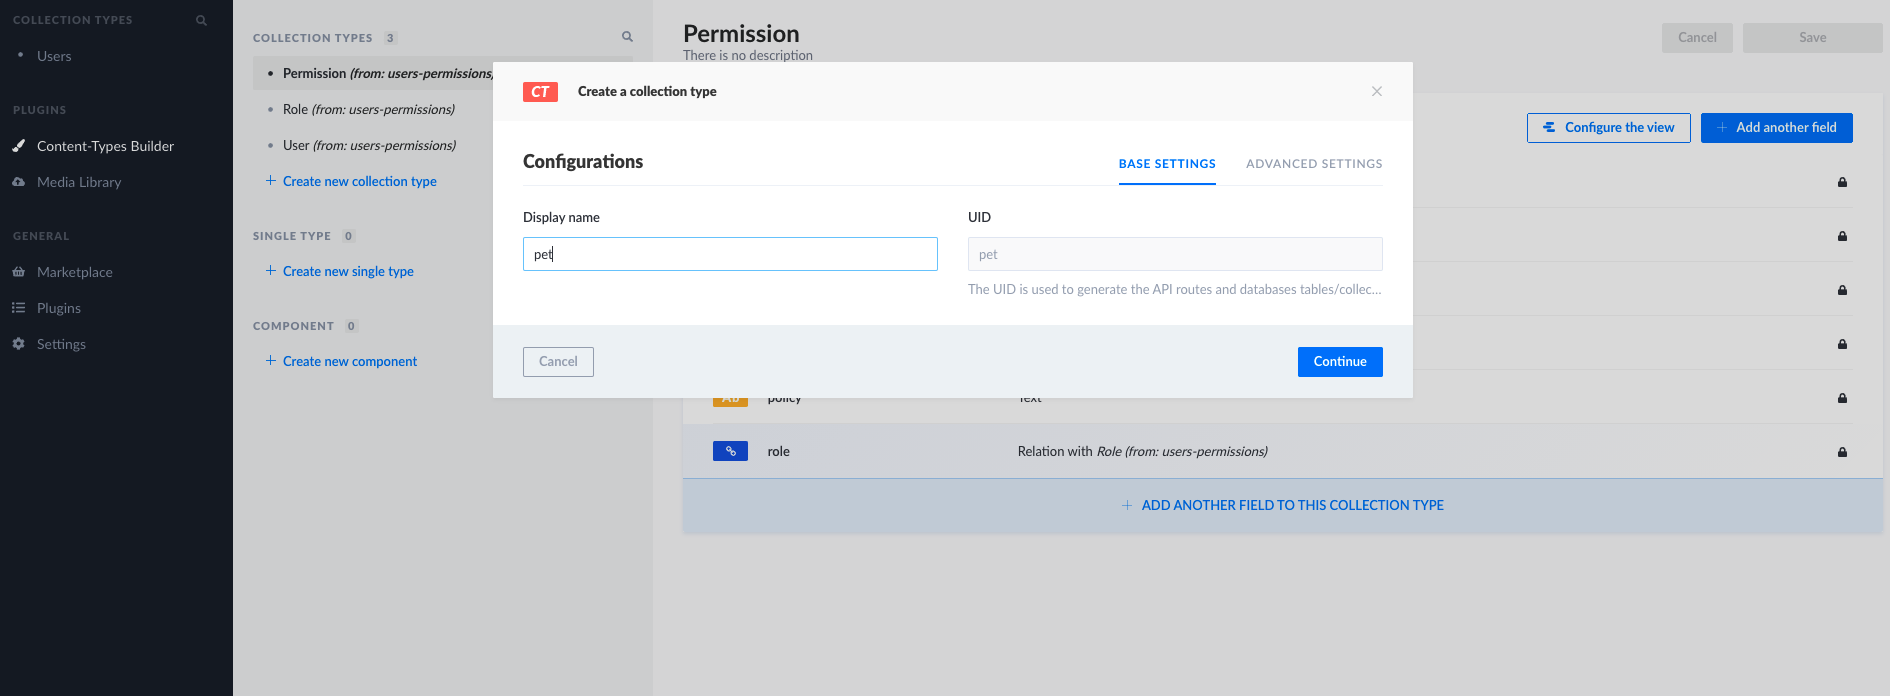 COLLECTION TYPES
Users
PLUGINS
Content-Types Builder
Media Library
GENERAL
Marketplace
Plugins
Settings
COLLECTION TYPES 3
Permission (from: users-permissions)
Role (from: users-permissions)
User (from: users-permissions)
+ Create new collection type
SINGLE TYPE 0
+ Create new single type
COMPONENT 0
+ Create new component
Permission
There is no description
Cancel
Save
Configure the view
+ Add another field
CT Create a collection type ×
Configurations
BASE SETTINGS
ADVANCED SETTINGS
Display name
pet
UID
pet
The UID is used to generate the API routes and databases tables/collec...
Cancel
Continue
Ab policy Text
role Relation with Role (from: users-permissions)
+ ADD ANOTHER FIELD TO THIS COLLECTION TYPE